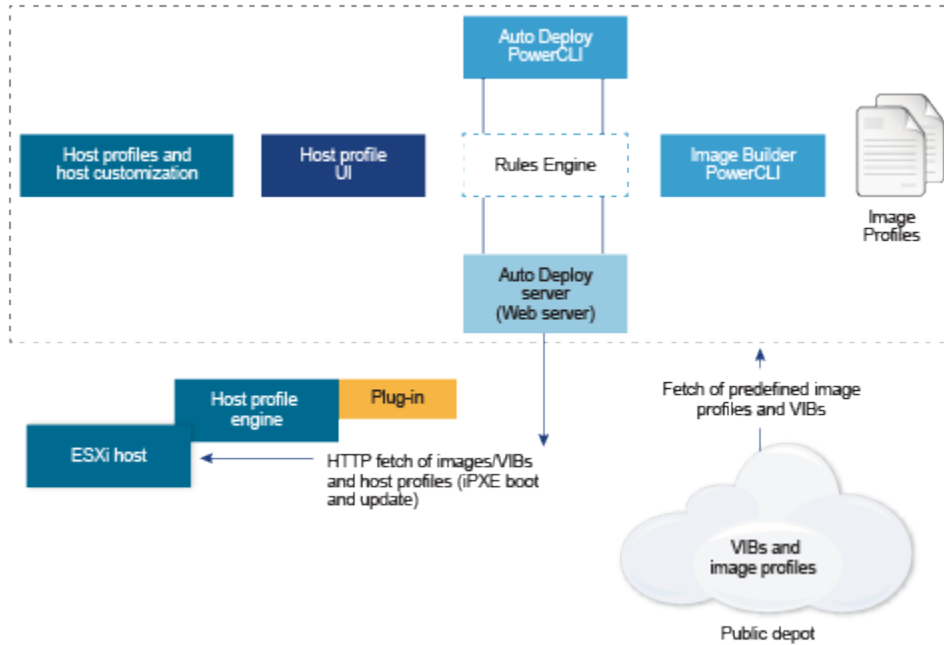 Auto Deploy
PowerCLI
Host profiles and
host customization
Host profile
UI
Rules Engine
Image Builder
PowerCLI
Image
Profiles
Auto Deploy
server
(Web server)
Host profile
engine
Plug-in
ESXi host
HTTP fetch of images/VIBs
and host profiles (iPXE boot
and update)
Fetch of predefined image
profiles and VIBs
VIBs and
image profiles
Public depot